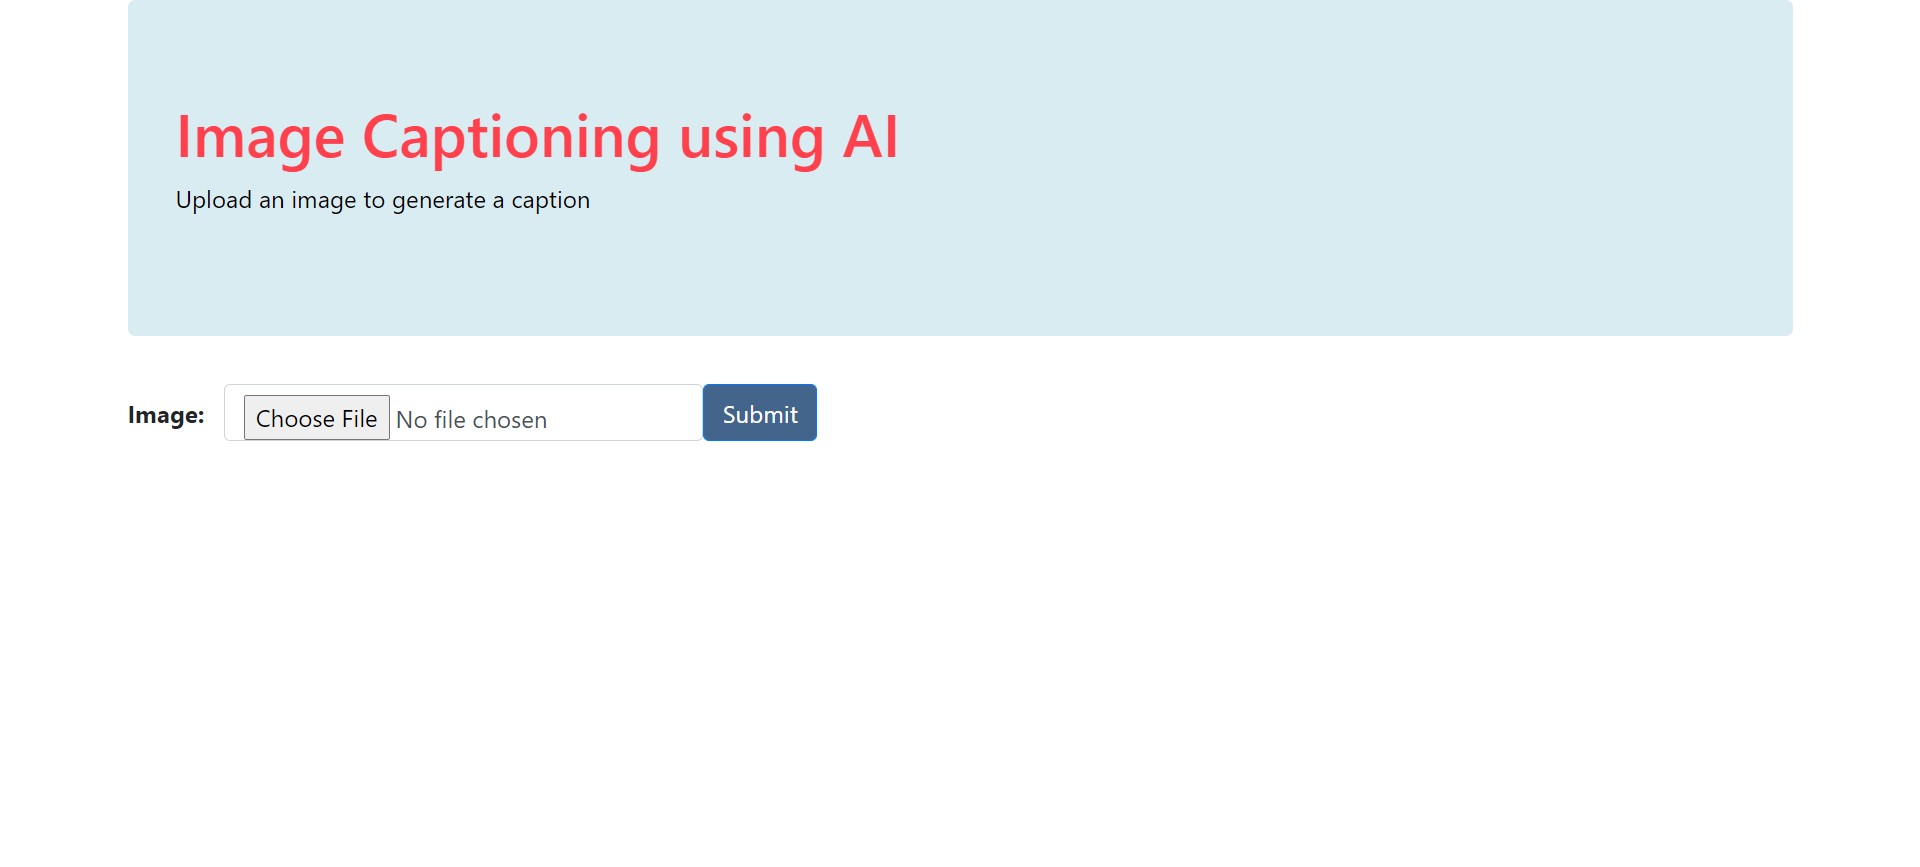 Image Captioning using AI
Upload an image to generate a caption
Image: Choose File No file chosen Submit